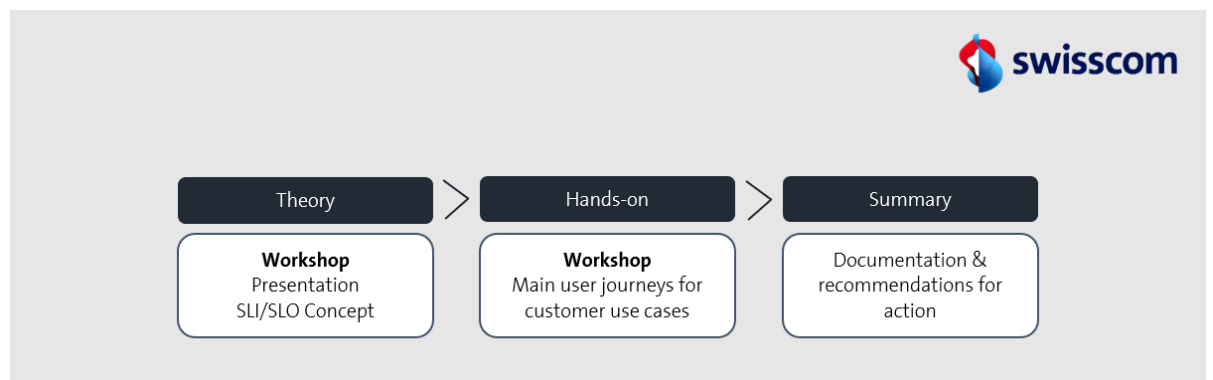 swisscom
Theory
Hands-on
Summary
Workshop
Presentation
SLI/SLO Concept
Workshop
Main user journeys for
customer use cases
Documentation &
recommendations for
action